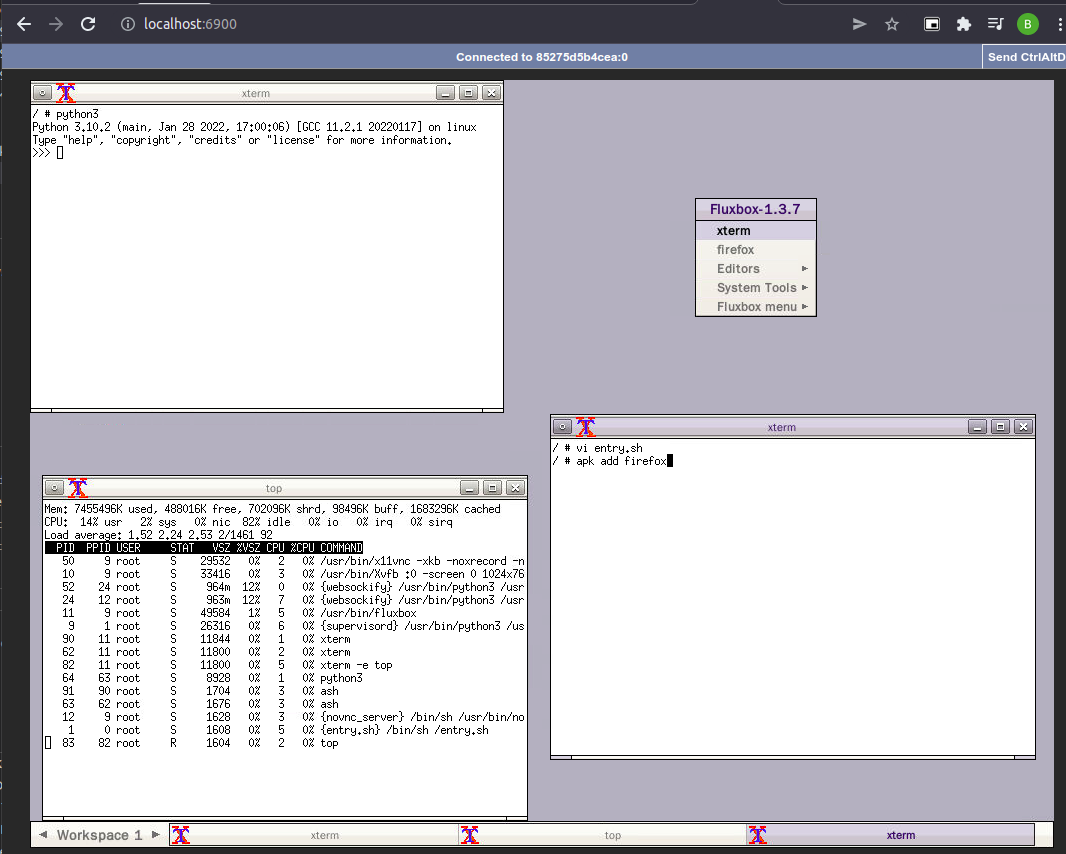 localhost:6900
B
Connected to 85275d5b4cea:0
Send CtrlAltD
xterm
/ # python3
Python 3.10.2 (main, Jan 28 2022, 17:00:06) [GCC 11.2.1 20220117] on linux
Type "help", "copyright", "credits" or "license" for more information.
>>>
Fluxbox-1.3.7
xterm
firefox
Editors
System Tools
Fluxbox menu
xterm
/ # vi entry.sh
/ # apk add firefox
top
Mem: 7455496K used, 488016K free, 702096K shrd, 98496K buff, 1683296K cached
CPU:  14% usr   2% sys   0% nic  82% idle   0% io   0% irq   0% sirq
Load average: 1.52 2.24 2.53 2/1461 92
PID  PPID USER     STAT   VSZ %VSZ CPU %CPU COMMAND
50     9 root     S    29532   0%   2   0% /usr/bin/x11vnc -xkb -noxrecord -n
10     9 root     S    33416   0%   3   0% /usr/bin/Xvfb :0 -screen 0 1024x76
52    24 root     S     964m  12%   0   0% {websockify} /usr/bin/python3 /usr
24    12 root     S     963m  12%   7   0% {websockify} /usr/bin/python3 /usr
11     9 root     S    49584   1%   5   0% /usr/bin/fluxbox
9     1 root     S    26316   0%   6   0% {supervisord} /usr/bin/python3 /us
90    11 root     S    11844   0%   1   0% xterm
62    11 root     S    11800   0%   2   0% xterm
82    11 root     S    11800   0%   5   0% xterm -e top
64    63 root     S     8928   0%   1   0% python3
91    90 root     S     1704   0%   3   0% ash
63    62 root     S     1676   0%   3   0% ash
12     9 root     S     1628   0%   3   0% {novnc_server} /bin/sh /usr/bin/no
1     0 root     S     1608   0%   5   0% {entry.sh} /bin/sh /entry.sh
83    82 root     R     1604   0%   2   0% top
Workspace 1
xterm
top
xterm